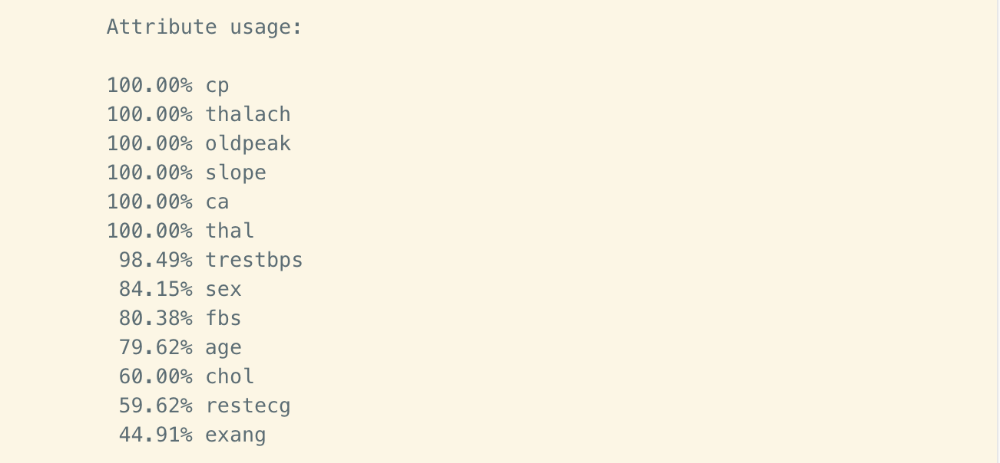 Attribute usage:
100.00% cp
100.00% thalach
100.00% oldpeak
100.00% slope
100.00% ca
100.00% thal
98.49% trestbps
84.15% sex
80.38% fbs
79.62% age
60.00% chol
59.62% restecg
44.91% exang